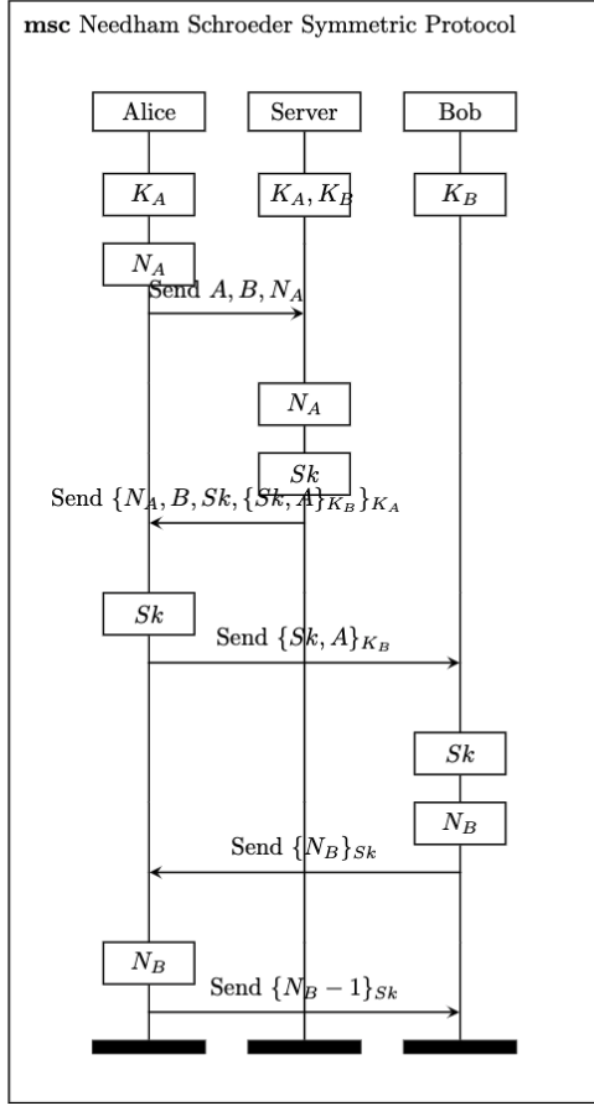 msc Needham Schroeder Symmetric Protocol
Alice Server Bob
K_A K_A, K_B K_B
N_A
Send A, B, N_A
N_A
Sk
Send {N_A, B, Sk, {Sk, A}_{K_B}}_{K_A}
Sk
Send {Sk, A}_{K_B}
Sk
N_B
Send {N_B}_{Sk}
N_B
Send {N_B − 1}_{Sk}